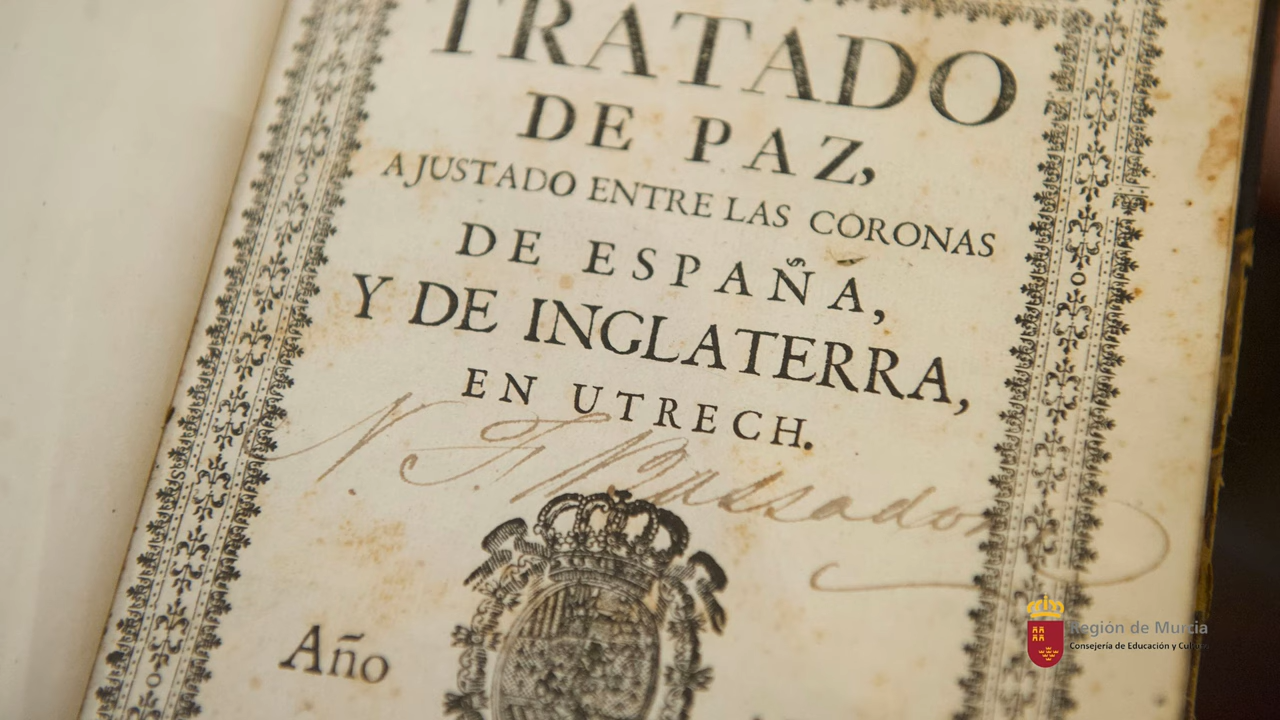 TRATADO
DE PAZ,
AJUSTADO ENTRE LAS CORONAS
DE ESPAÑA,
Y DE INGLATERRA,
EN UTRECH.
N. F.
Año
Región de Murcia
Consejería de Educación y